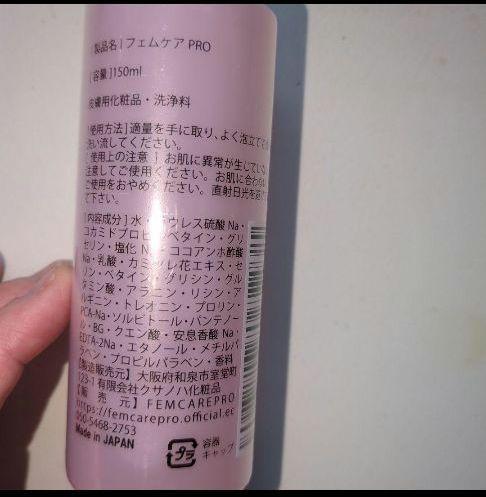 製品名 | フェムケア PRO
[ 容量 ]150ml
皮膚用化粧品・洗浄料
[ 使用方法 ] 適量を手に取り、よく泡立てて
洗い流してください。
[ 使用上の注意 ] お肌に異常が生じていな
注意してご使用ください。お肌に合わな
ご使用をおやめください。直射日光を
て下さい。
[ 内容成分 ] 水・ラウレス硫酸 Na・
コカミドプロピルベタイン・グリ
セリン・塩化 Na・ココアンホ酢酸
Na・乳酸・カミツレ花エキス・セ
リン・ベタイン・グリシン・グル
タミン酸・アラニン・リシン・ア
ルギニン・トレオニン・プロリン・
PCA-Na・ソルビトール・パンテノー
ル・BG・クエン酸・安息香酸 Na・
EDTA-2Na・エタノール・メチルパ
ラベン・プロピルパラベン・香料
【製造販売元】大阪府和泉市室堂町
123-1 有限会社クサノハ化粧品
【販 売 元】FEMCAREPRO
https://femcarepro.official.ec
050-5468-2753
Made in JAPAN
プラ
容器
キャップ